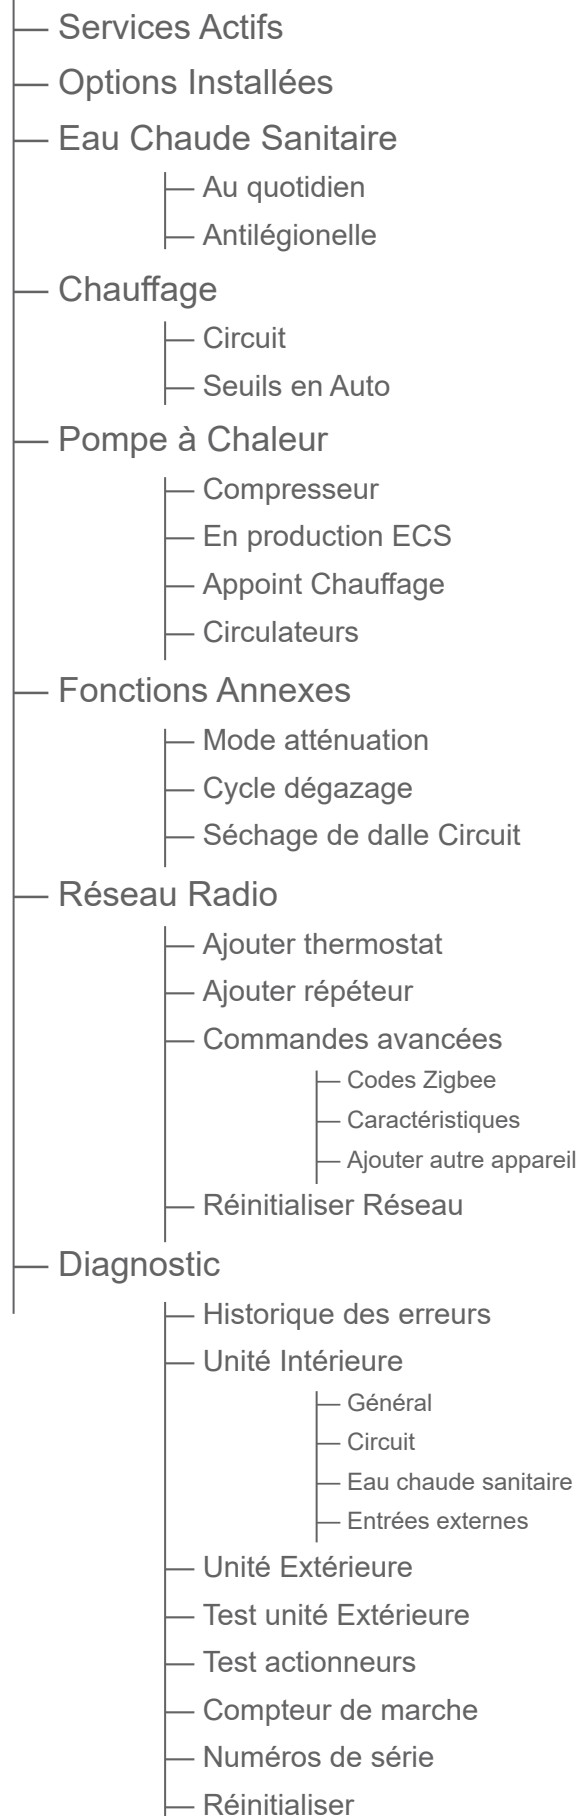 Services Actifs
Options Installées
Eau Chaude Sanitaire
Au quotidien
Antilégionelle
Chauffage
Circuit
Seuils en Auto
Pompe à Chaleur
Compresseur
En production ECS
Appoint Chauffage
Circulateurs
Fonctions Annexes
Mode atténuation
Cycle dégazage
Séchage de dalle Circuit
Réseau Radio
Ajouter thermostat
Ajouter répéteur
Commandes avancées
Codes Zigbee
Caractéristiques
Ajouter autre appareil
Réinitialiser Réseau
Diagnostic
Historique des erreurs
Unité Intérieure
Général
Circuit
Eau chaude sanitaire
Entrées externes
Unité Extérieure
Test unité Extérieure
Test actionneurs
Compteur de marche
Numéros de série
Réinitialiser